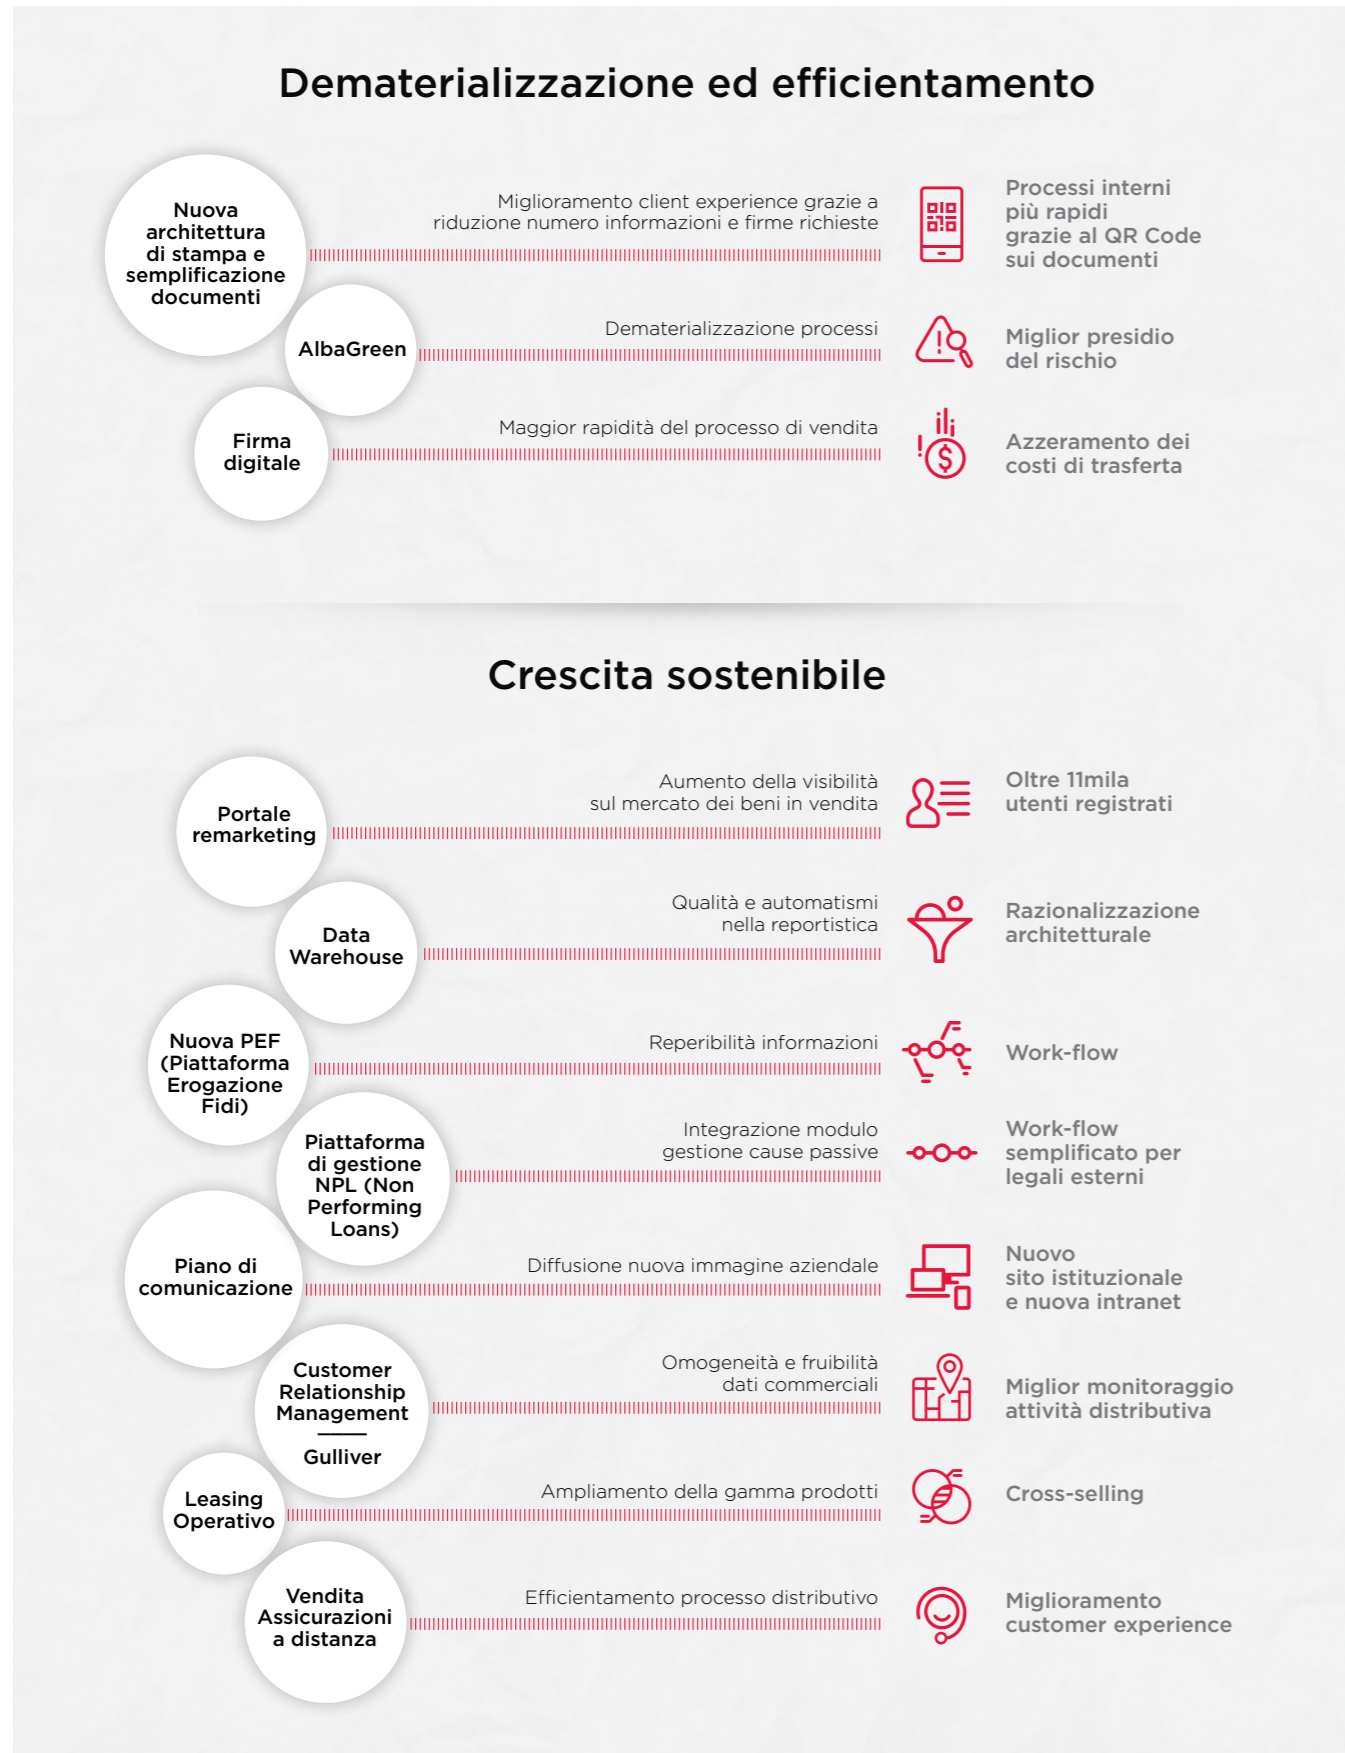 Dematerializzazione ed efficientamento
Nuova
architettura
di stampa e
semplificazione
documenti
Miglioramento client experience grazie a
riduzione numero informazioni e firme richieste
Processi interni
più rapidi
grazie al QR Code
sui documenti
AlbaGreen
Dematerializzazione processi
Miglior presidio
del rischio
Firma
digitale
Maggior rapidità del processo di vendita
Azzeramento dei
costi di trasferta
Crescita sostenibile
Portale
remarketing
Aumento della visibilità
sul mercato dei beni in vendita
Oltre 11mila
utenti registrati
Data
Warehouse
Qualità e automatismi
nella reportistica
Razionalizzazione
architetturale
Nuova PEF
(Piattaforma
Erogazione
Fidi)
Reperibilità informazioni
Work-flow
Piattaforma
di gestione
NPL (Non
Performing
Loans)
Integrazione modulo
gestione cause passive
Work-flow
semplificato per
legali esterni
Piano di
comunicazione
Diffusione nuova immagine aziendale
Nuovo
sito istituzionale
e nuova intranet
Customer
Relationship
Management
Gulliver
Omogeneità e fruibilità
dati commerciali
Miglior monitoraggio
attività distributiva
Leasing
Operativo
Ampliamento della gamma prodotti
Cross-selling
Vendita
Assicurazioni
a distanza
Efficientamento processo distributivo
Miglioramento
customer experience